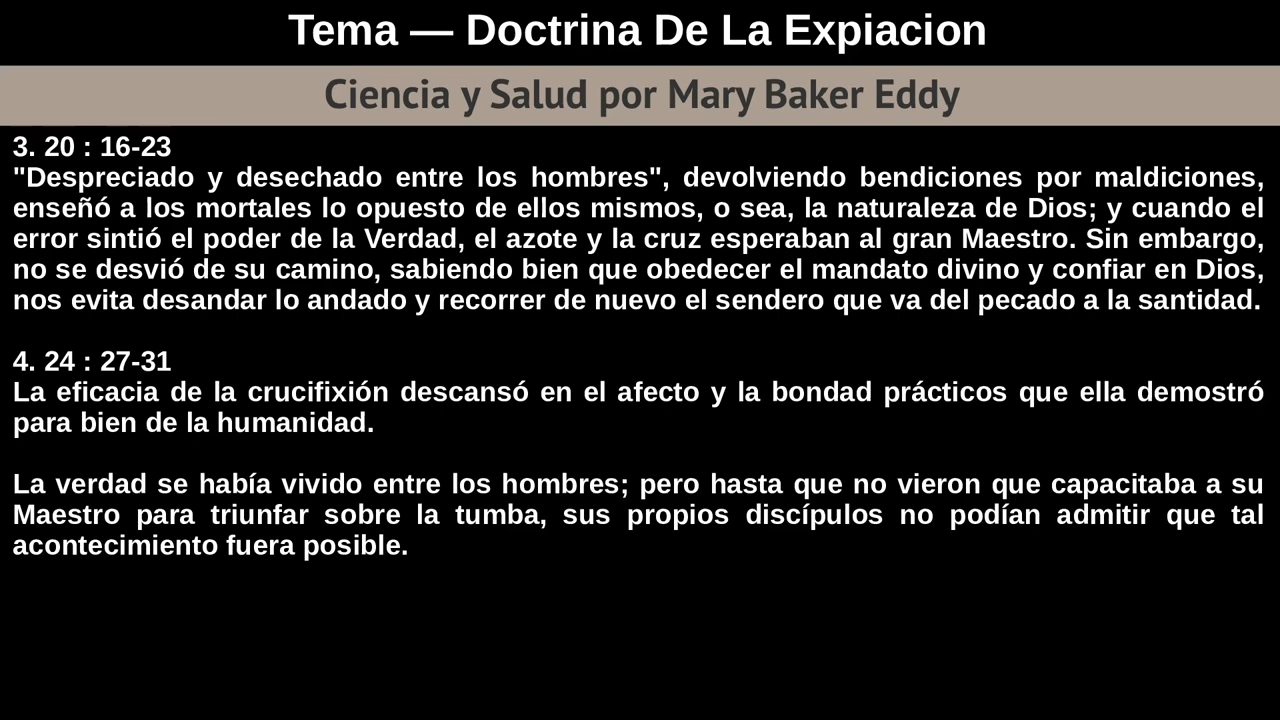 Tema — Doctrina De La Expiacion
Ciencia y Salud por Mary Baker Eddy
3. 20 : 16-23
"Despreciado y desechado entre los hombres", devolviendo bendiciones por maldiciones,
enseñó a los mortales lo opuesto de ellos mismos, o sea, la naturaleza de Dios; y cuando el
error sintió el poder de la Verdad, el azote y la cruz esperaban al gran Maestro. Sin embargo,
no se desvió de su camino, sabiendo bien que obedecer el mandato divino y confiar en Dios,
nos evita desandar lo andado y recorrer de nuevo el sendero que va del pecado a la santidad.
4. 24 : 27-31
La eficacia de la crucifixión descansó en el afecto y la bondad prácticos que ella demostró
para bien de la humanidad.
La verdad se había vivido entre los hombres; pero hasta que no vieron que capacitaba a su
Maestro para triunfar sobre la tumba, sus propios discípulos no podían admitir que tal
acontecimiento fuera posible.